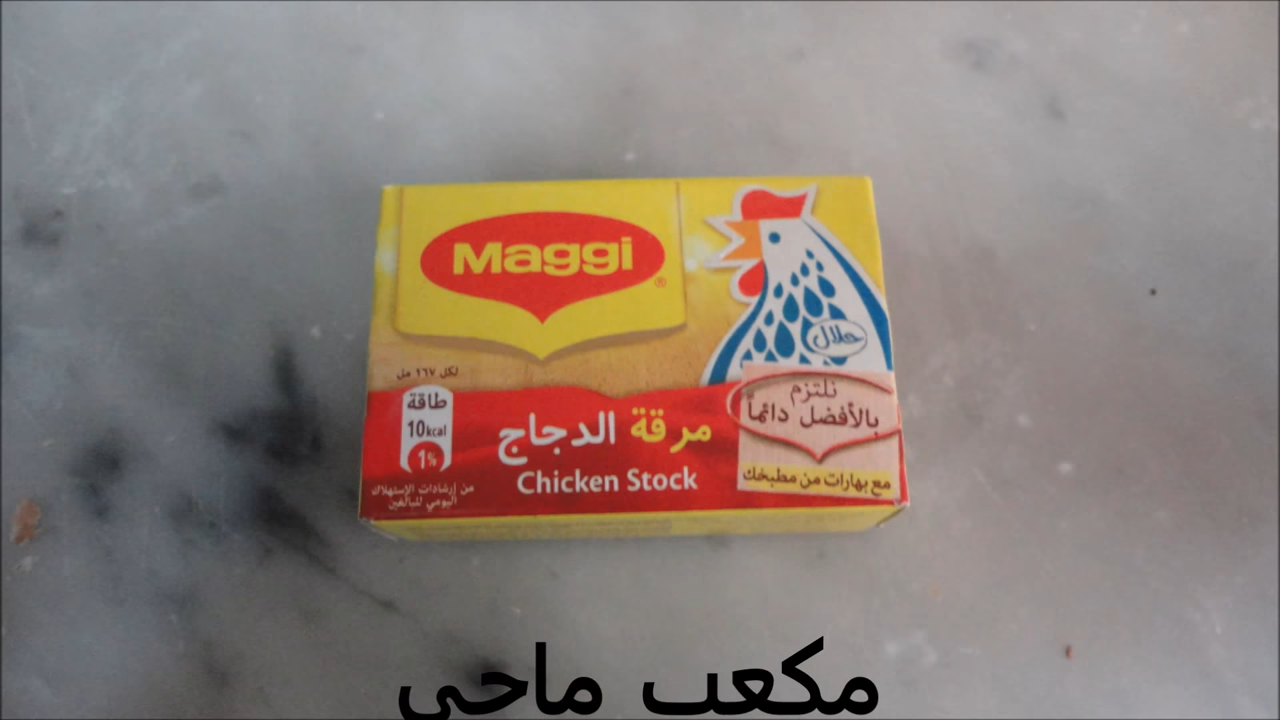 Maggi®
حلال
لكل ١٦٧ مل
طاقة
10kcal
1%
من إرشادات الإستهلاك
اليومي للبالغين
مرقة الدجاج
Chicken Stock
نلتزم
بالأفضل دائماً
مع بهارات من مطبخك
مكعب ماجي